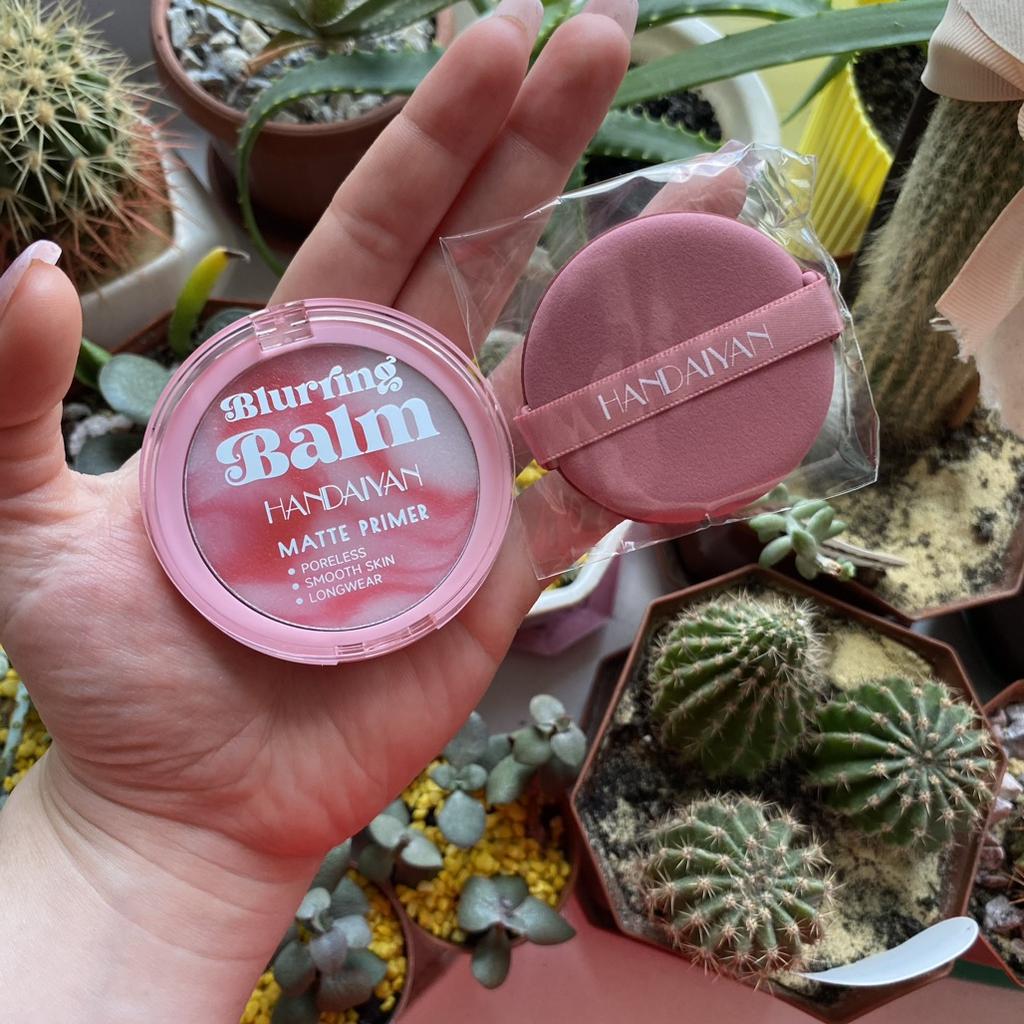 Blurring
Balm
HANDAIYAN
MATTE PRIMER
• PORELESS
• SMOOTH SKIN
• LONGWEAR
HANDAIYAN